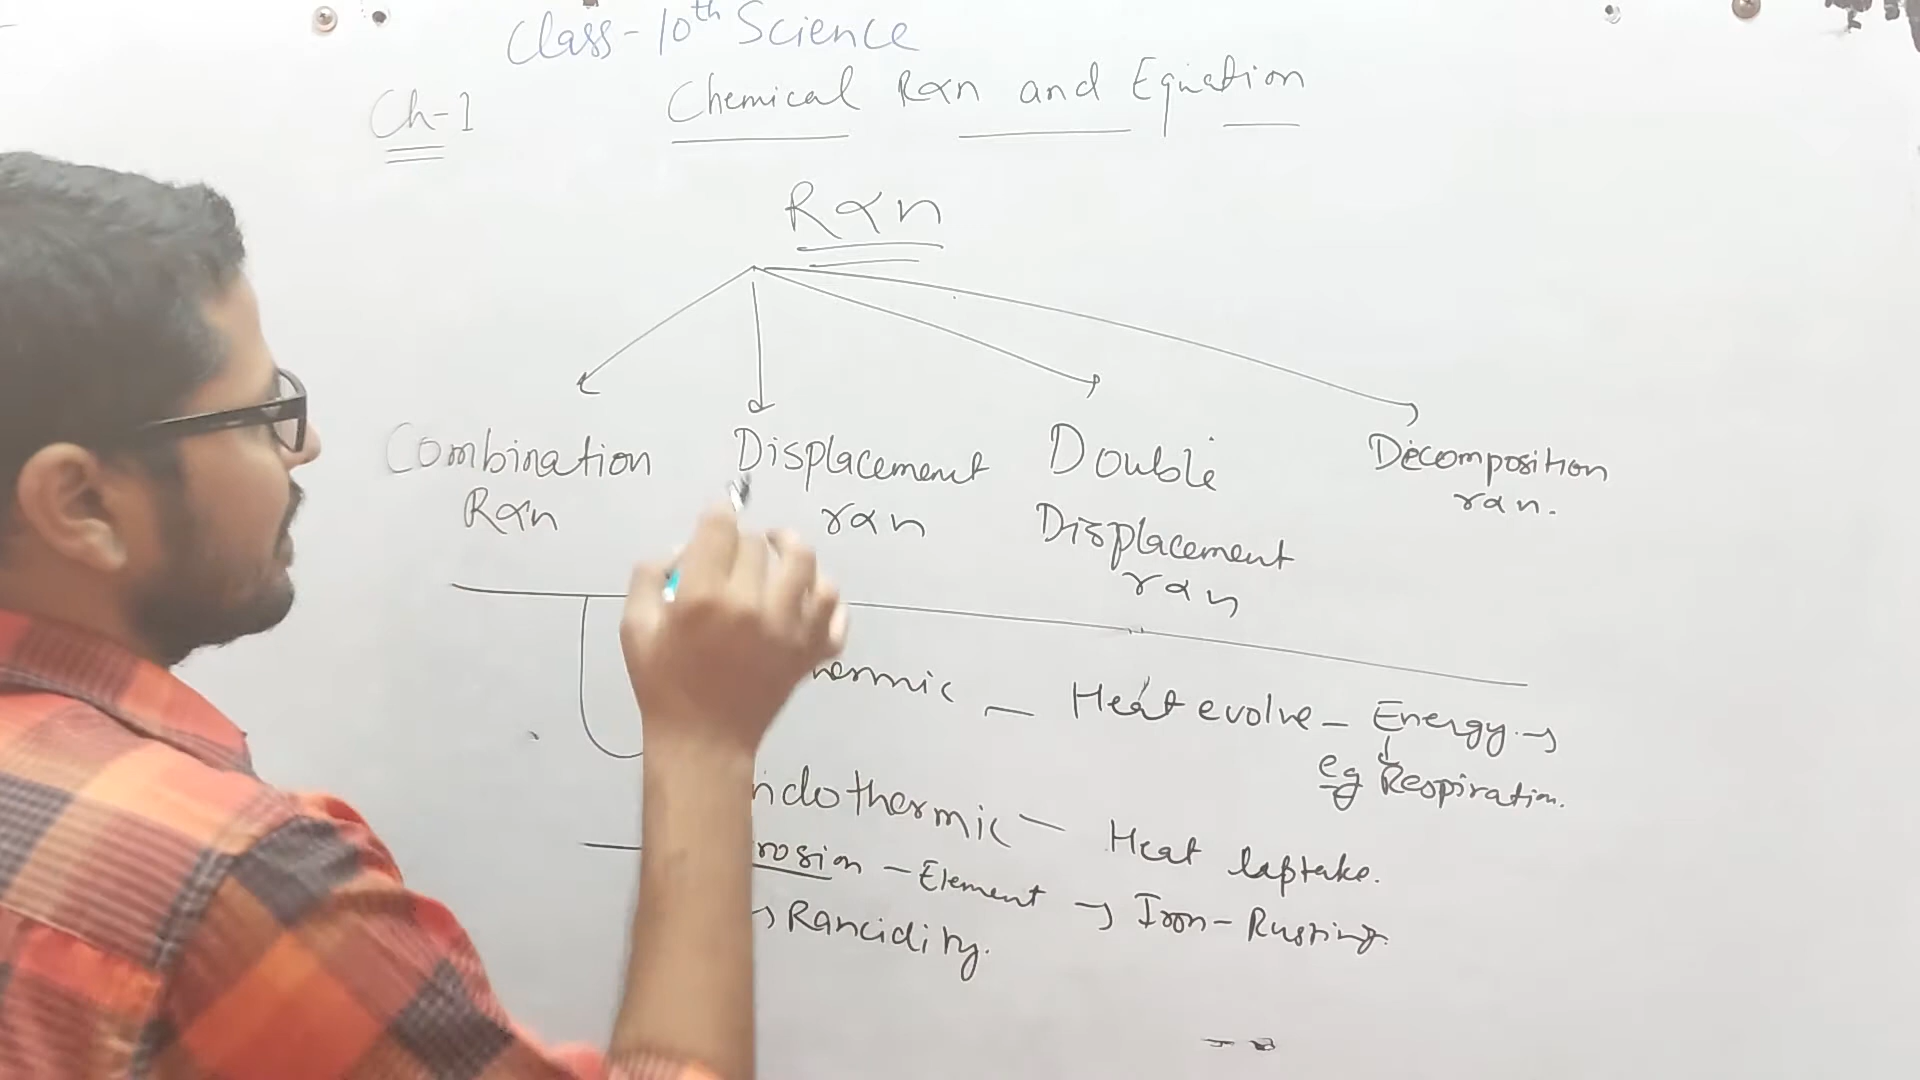 Class-10th Science
Ch-1 Chemical Rxn and Equation
Rxn
Combination Rxn
Displacement rxn
Double Displacement rxn
Decomposition rxn.
hermic - Heat evolve - Energy →
eg Respiration.
ndothermic - Heat
rosion - Element → Iron - Rusting.
→ Rancidity.